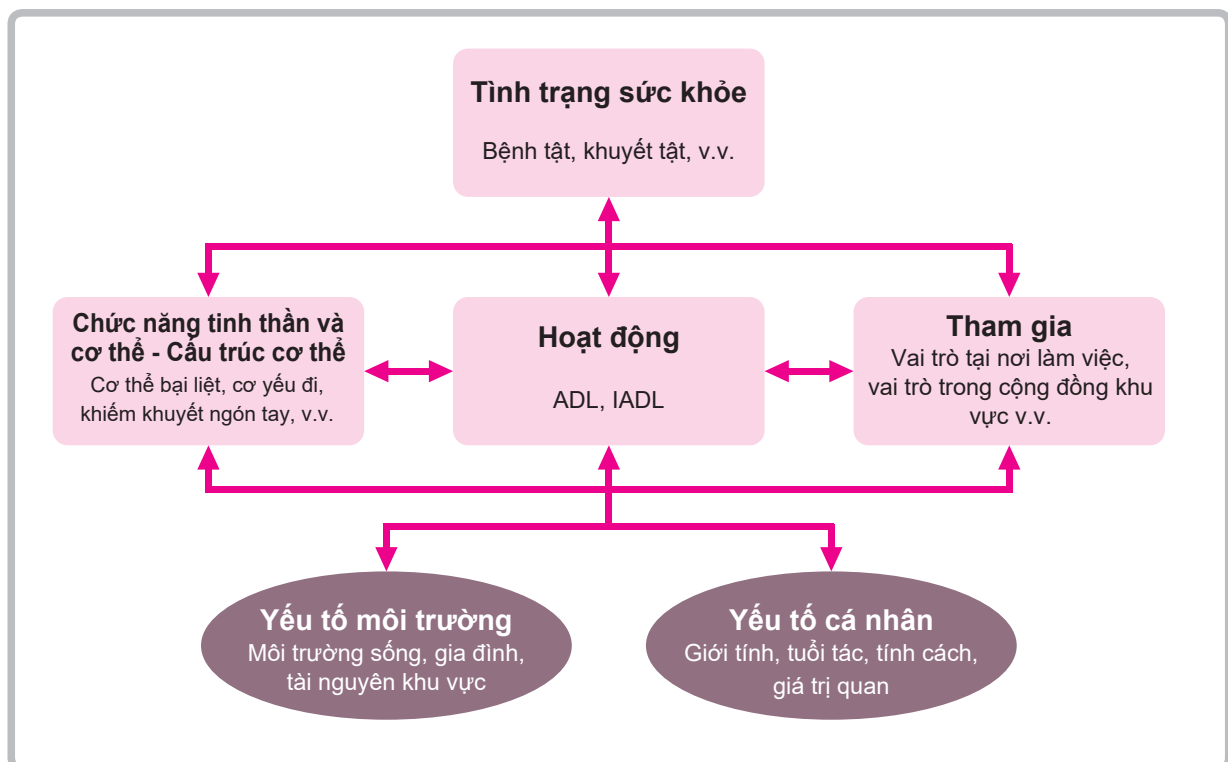 Tình trạng sức khỏe
Bệnh tật, khuyết tật, v.v.
Chức năng tinh thần và
cơ thể - Cấu trúc cơ thể
Cơ thể bại liệt, cơ yếu đi,
khiếm khuyết ngón tay, v.v.
Hoạt động
ADL, IADL
Tham gia
Vai trò tại nơi làm việc,
vai trò trong cộng đồng khu
vực v.v.
Yếu tố môi trường
Môi trường sống, gia đình,
tài nguyên khu vực
Yếu tố cá nhân
Giới tính, tuổi tác, tính cách,
giá trị quan